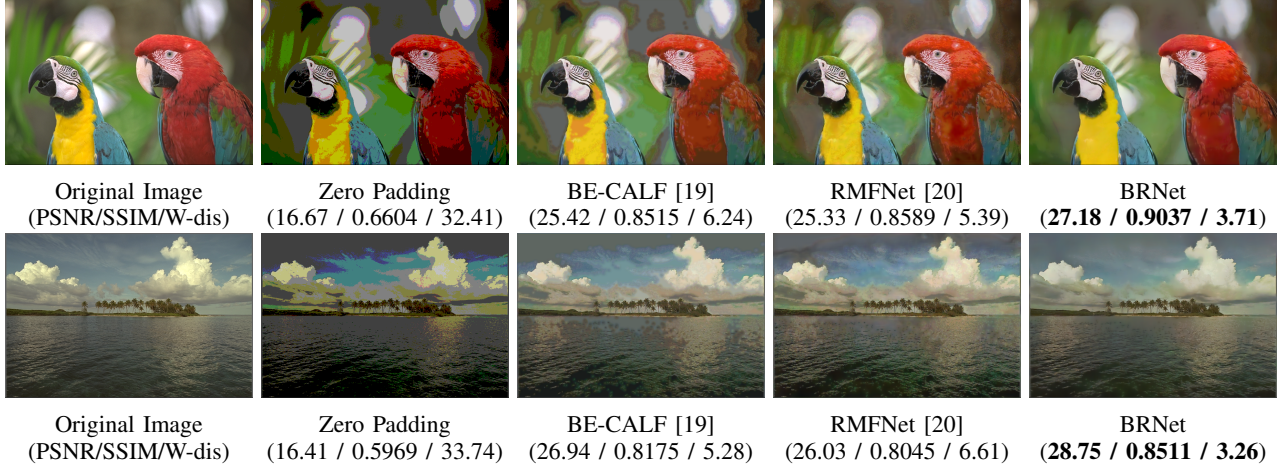 Original Image
(PSNR/SSIM/W-dis)
Zero Padding
(16.67 / 0.6604 / 32.41)
BE-CALF [19]
(25.42 / 0.8515 / 6.24)
RMFNet [20]
(25.33 / 0.8589 / 5.39)
BRNet
(27.18 / 0.9037 / 3.71)
Original Image
(PSNR/SSIM/W-dis)
Zero Padding
(16.41 / 0.5969 / 33.74)
BE-CALF [19]
(26.94 / 0.8175 / 5.28)
RMFNet [20]
(26.03 / 0.8045 / 6.61)
BRNet
(28.75 / 0.8511 / 3.26)